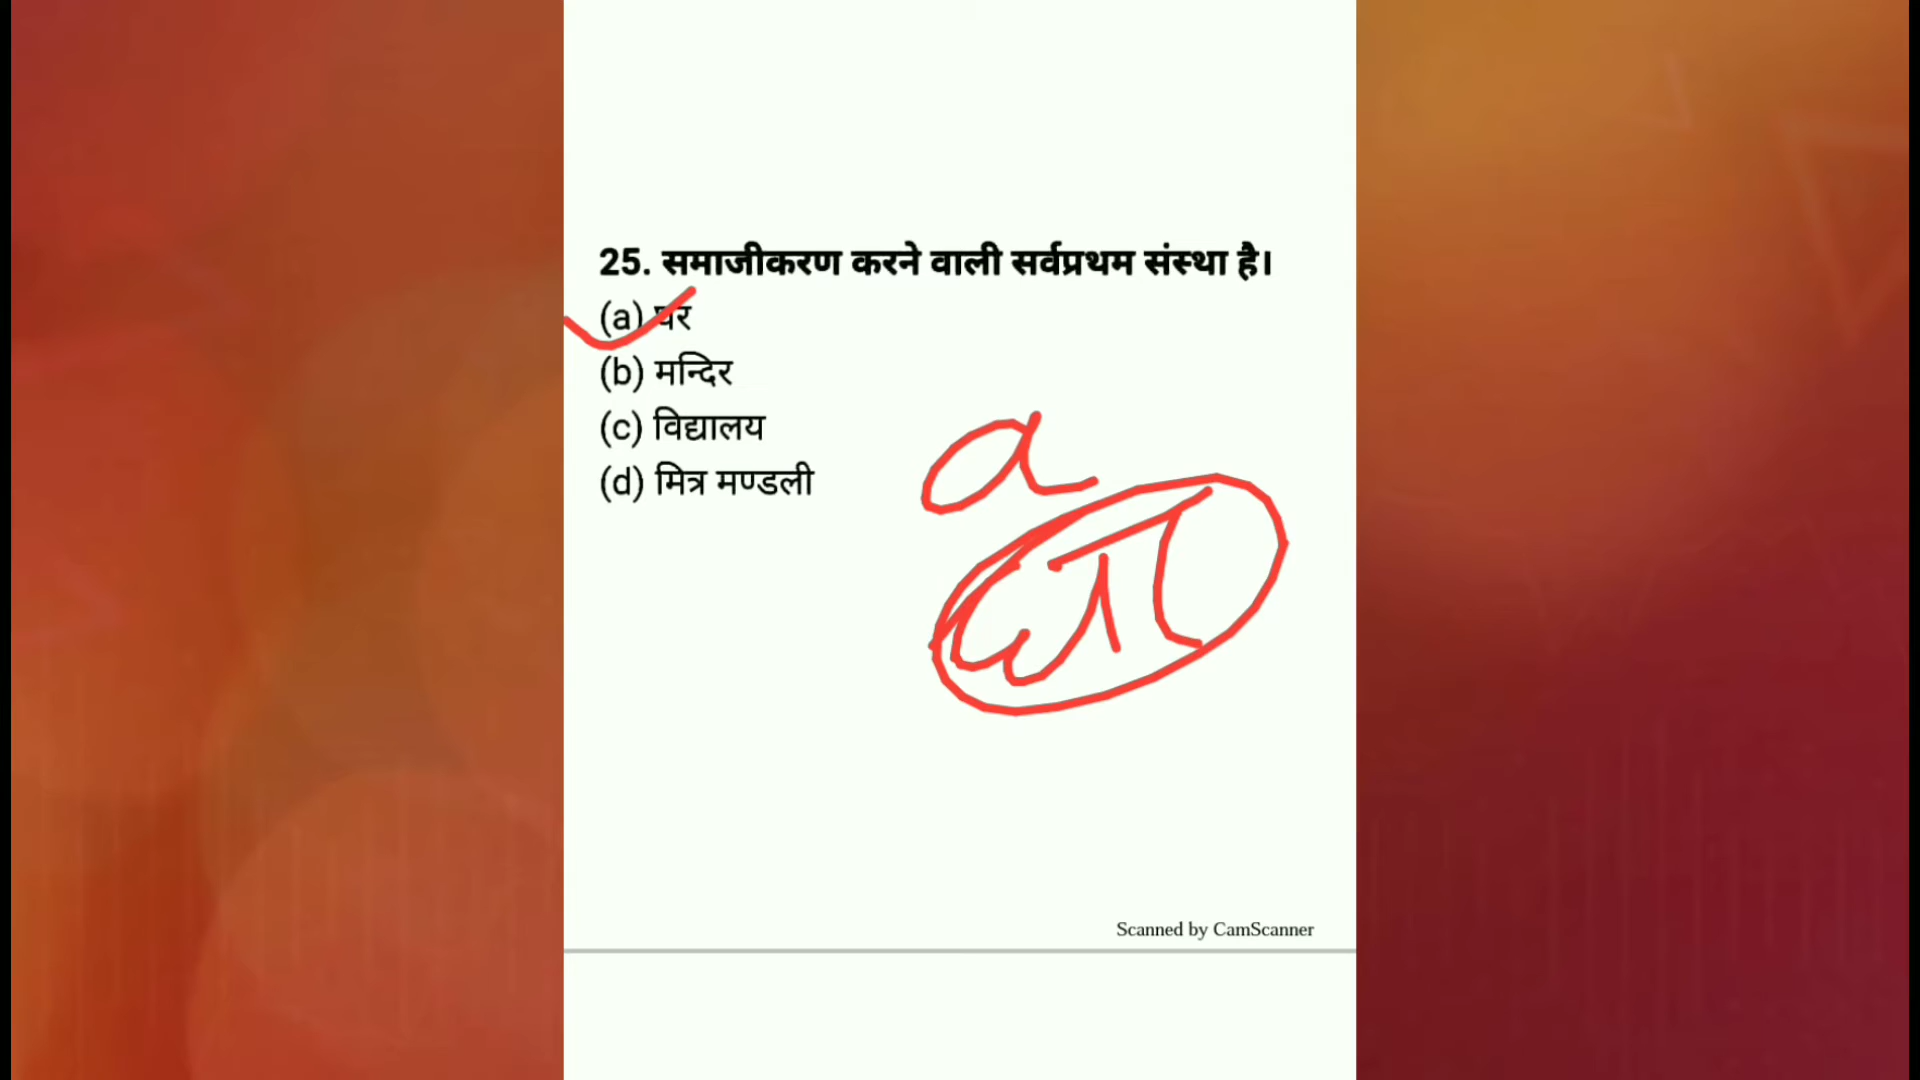 25. समाजीकरण करने वाली सर्वप्रथम संस्था है।
(a) घर
(b) मन्दिर
(c) विद्यालय
(d) मित्र मण्डली
a
घर
Scanned by CamScanner